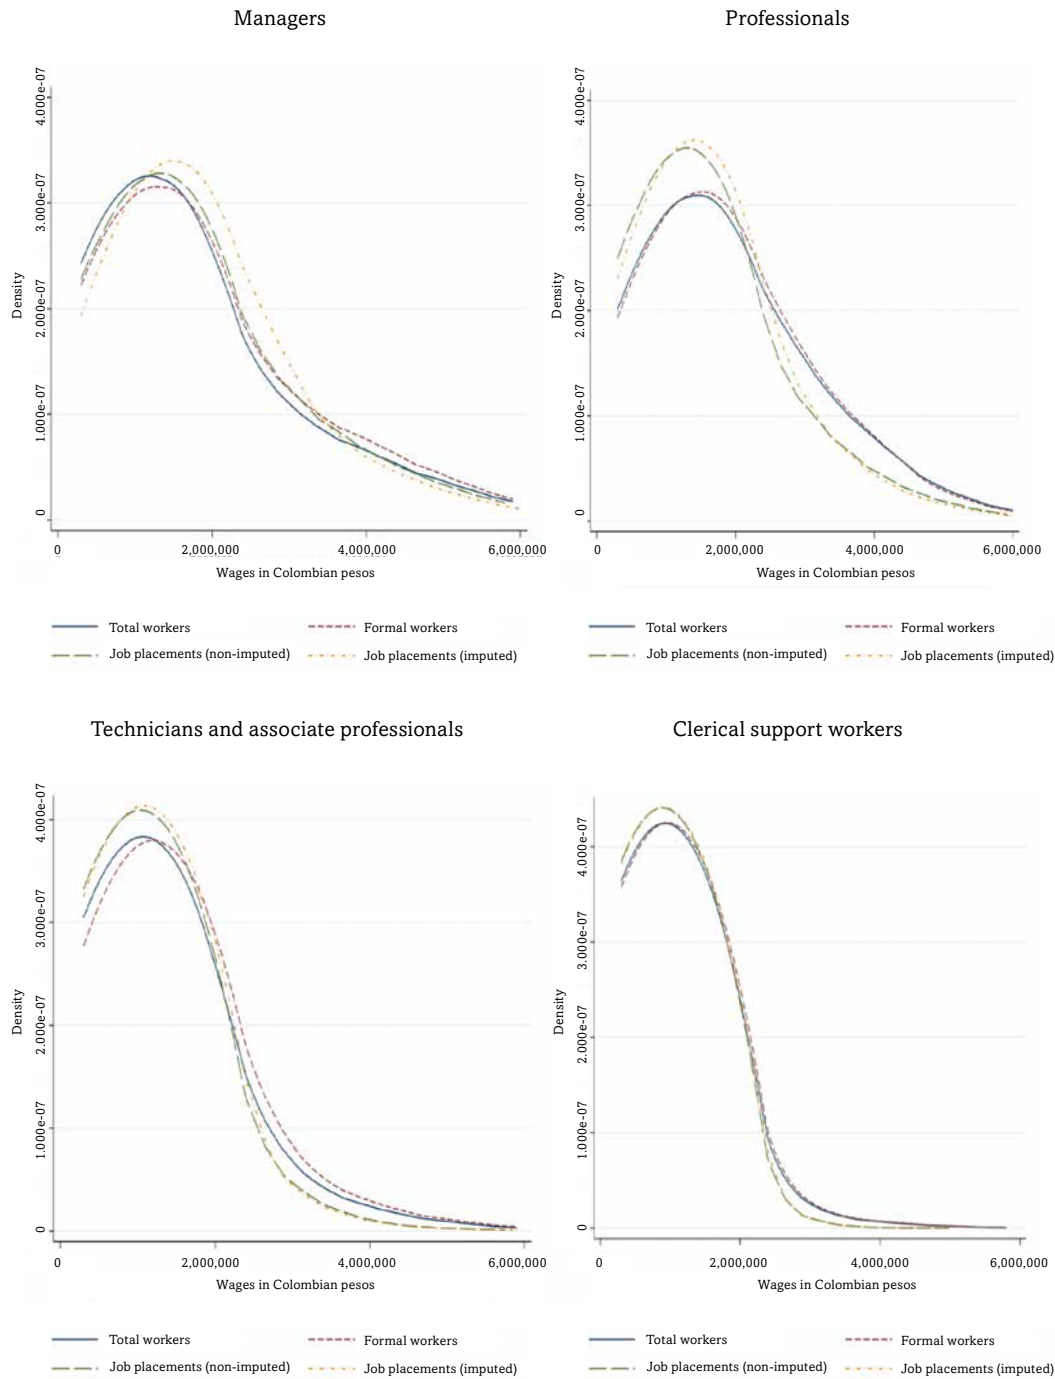 Managers
4.000e-07
3.000e-07
2.000e-07
1.000e-07
0
Density
0
2,000,000
4,000,000
6,000,000
Wages in Colombian pesos
Total workers
Formal workers
Job placements (non-imputed)
Job placements (imputed)
Professionals
4.000e-07
3.000e-07
2.000e-07
1.000e-07
0
Density
0
2,000,000
4,000,000
6,000,000
Wages in Colombian pesos
Total workers
Formal workers
Job placements (non-imputed)
Job placements (imputed)
Technicians and associate professionals
4.000e-07
3.000e-07
2.000e-07
1.000e-07
0
Density
0
2,000,000
4,000,000
6,000,000
Wages in Colombian pesos
Total workers
Formal workers
Job placements (non-imputed)
Job placements (imputed)
Clerical support workers
4.000e-07
3.000e-07
2.000e-07
1.000e-07
0
Density
0
2,000,000
4,000,000
6,000,000
Wages in Colombian pesos
Total workers
Formal workers
Job placements (non-imputed)
Job placements (imputed)